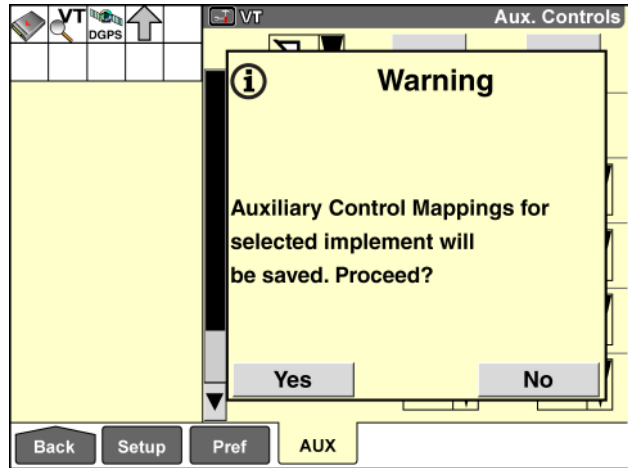 VT
DGPS
VT
Aux. Controls
Warning
Auxiliary Control Mappings for
selected implement will
be saved. Proceed?
Yes
No
Back
Setup
Pref
AUX